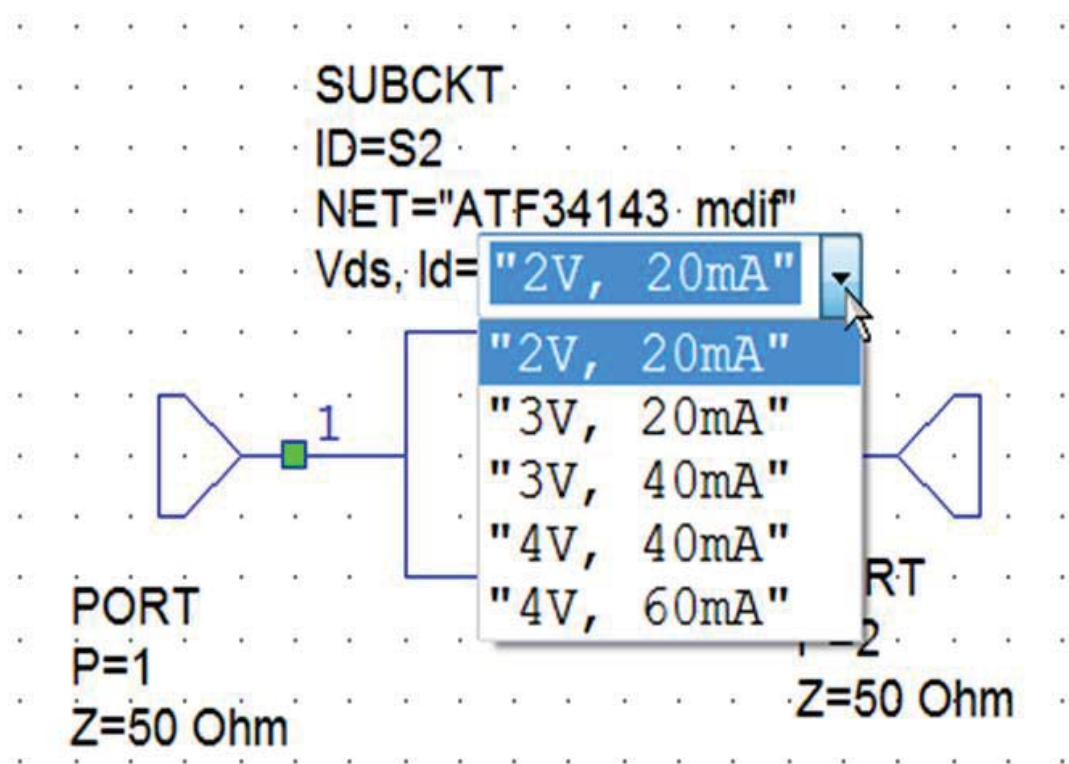 SUBCKT
ID=S2
NET="ATF34143 mdif"
Vds, Id= "2V, 20mA"
"2V, 20mA"
"3V, 20mA"
"3V, 40mA"
"4V, 40mA"
"4V, 60mA"
1
PORT
P=1
Z=50 Ohm
RT
=2
Z=50 Ohm